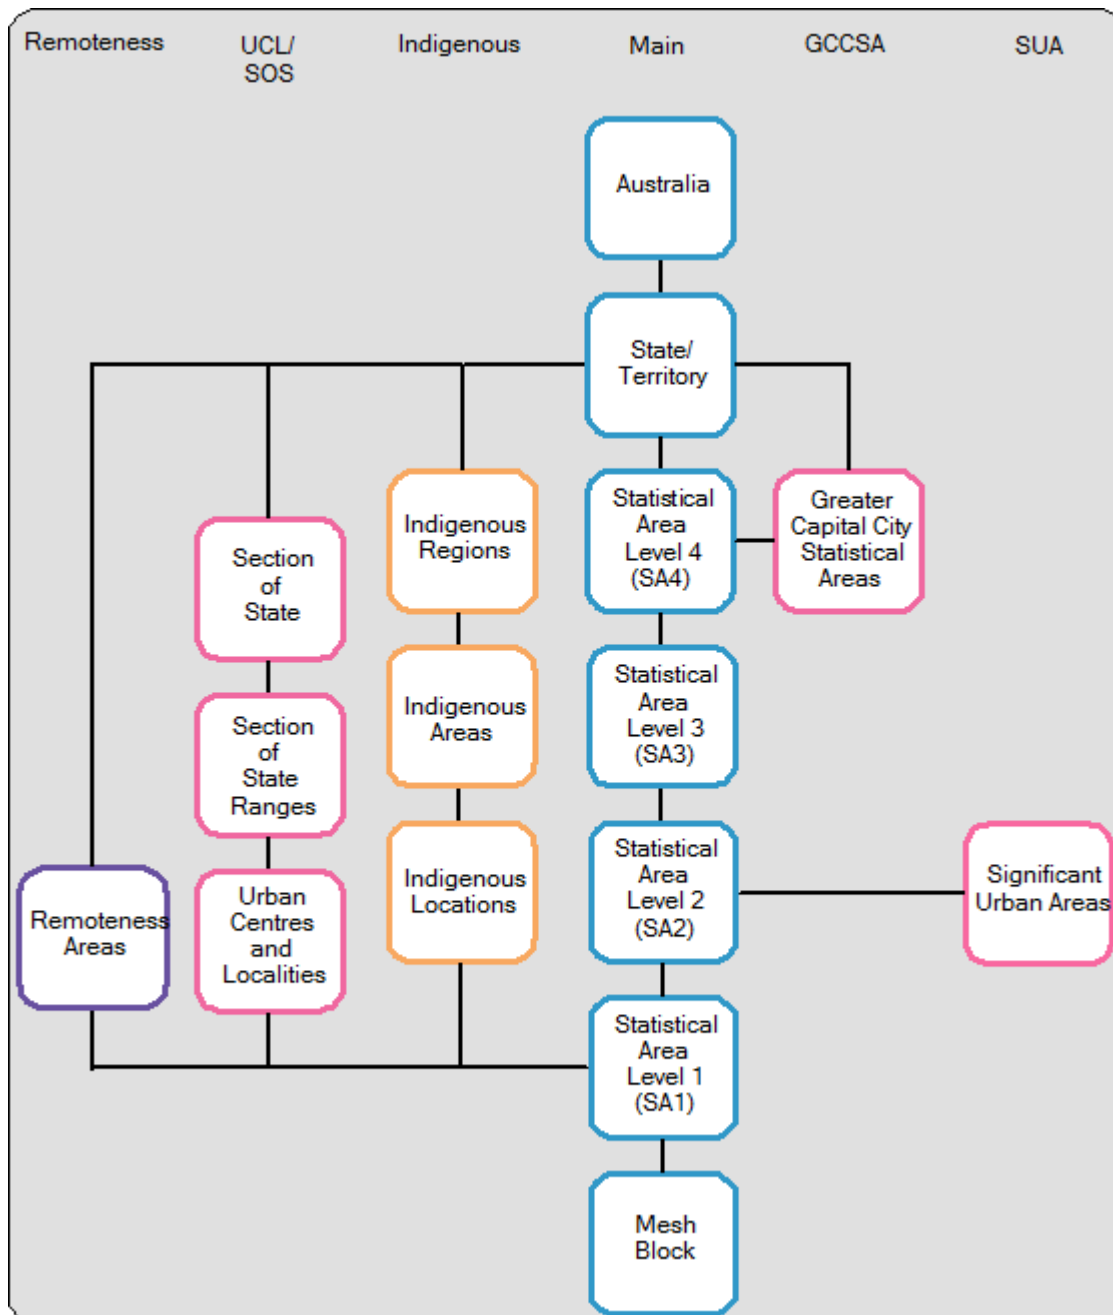 Remoteness
UCL/
SOS
Indigenous
Main
GCCSA
SUA
Australia
State/
Territory
Section
of
State
Indigenous
Regions
Statistical
Area
Level 4
(SA4)
Greater
Capital City
Statistical
Areas
Section
of
State
Ranges
Indigenous
Areas
Statistical
Area
Level 3
(SA3)
Remoteness
Areas
Urban
Centres
and
Localities
Indigenous
Locations
Statistical
Area
Level 2
(SA2)
Significant
Urban Areas
Statistical
Area
Level 1
(SA1)
Mesh
Block